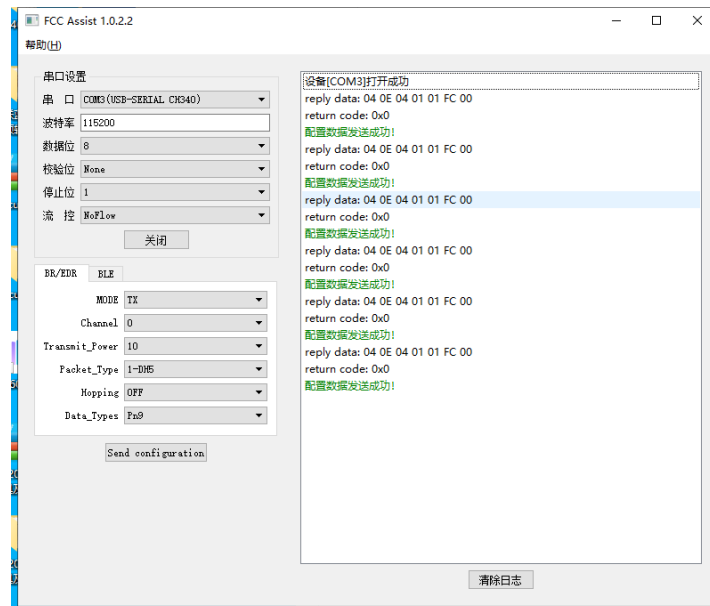 FCC Assist 1.0.2.2
帮助(H)
串口设置
串 口 COM3(USB-SERIAL CH340)
波特率 115200
数据位 8
校验位 None
停止位 1
流 控 NoFlow
关闭
BR/EDR BLE
MODE TX
Channel 0
Transmit_Power 10
Packet_Type 1-DH5
Hopping OFF
Data_Types Pn9
Send configuration
设备[COM3]打开成功
reply data: 04 0E 04 01 01 FC 00
return code: 0x0
配置数据发送成功!
reply data: 04 0E 04 01 01 FC 00
return code: 0x0
配置数据发送成功!
reply data: 04 0E 04 01 01 FC 00
return code: 0x0
配置数据发送成功!
reply data: 04 0E 04 01 01 FC 00
return code: 0x0
配置数据发送成功!
reply data: 04 0E 04 01 01 FC 00
return code: 0x0
配置数据发送成功!
reply data: 04 0E 04 01 01 FC 00
return code: 0x0
配置数据发送成功!
清除日志